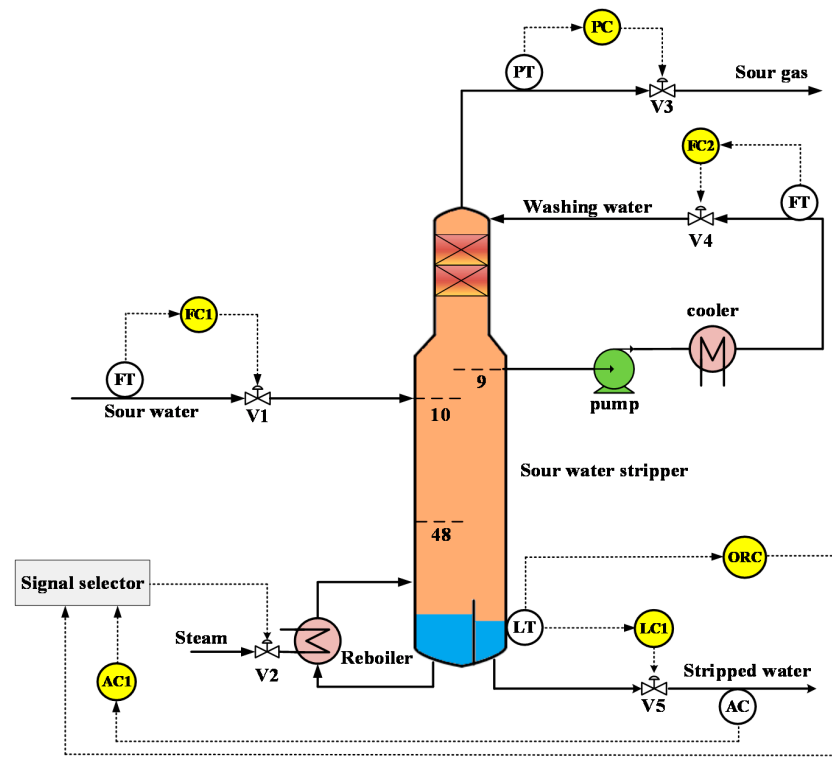 PC
PT
Sour gas
V3
FC2
Washing water
FT
V4
FC1
cooler
FT
9
Sour water
V1
10
pump
Sour water stripper
48
ORC
Signal selector
Steam
LT
LC1
V2
Reboiler
Stripped water
AC1
V5
AC